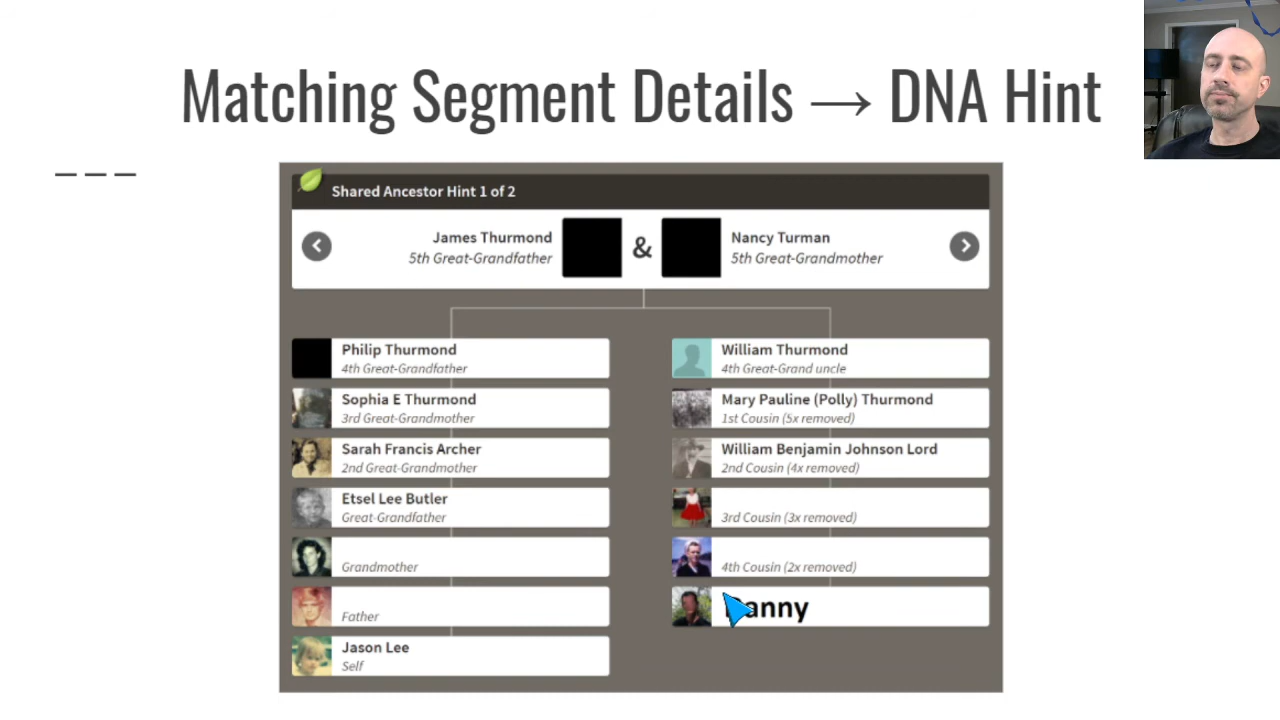 Matching Segment Details → DNA Hint
Shared Ancestor Hint 1 of 2
James Thurmond
5th Great-Grandfather
&
Nancy Turman
5th Great-Grandmother
Philip Thurmond
4th Great-Grandfather
Sophia E Thurmond
3rd Great-Grandmother
Sarah Francis Archer
2nd Great-Grandmother
Etsel Lee Butler
Great-Grandfather
Grandmother
Father
Jason Lee
Self
William Thurmond
4th Great-Grand uncle
Mary Pauline (Polly) Thurmond
1st Cousin (5x removed)
William Benjamin Johnson Lord
2nd Cousin (4x removed)
3rd Cousin (3x removed)
4th Cousin (2x removed)